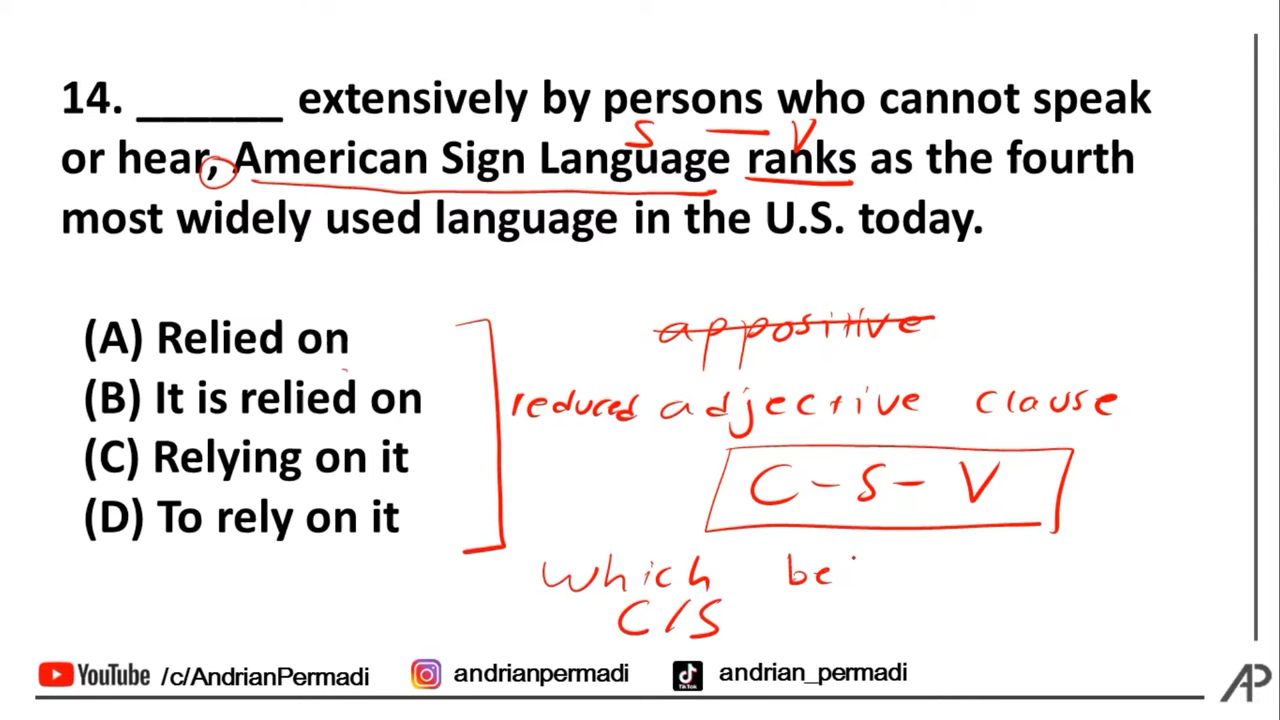 14. ______ extensively by persons who cannot speak
S V
or hear, American Sign Language ranks as the fourth
most widely used language in the U.S. today.
(A) Relied on
(B) It is relied on
(C) Relying on it
(D) To rely on it
appositive
reduced adjective clause
C - S - V
which be
C/S
YouTube /c/AndrianPermadi andrianpermadi TikTok andrian_permadi AP